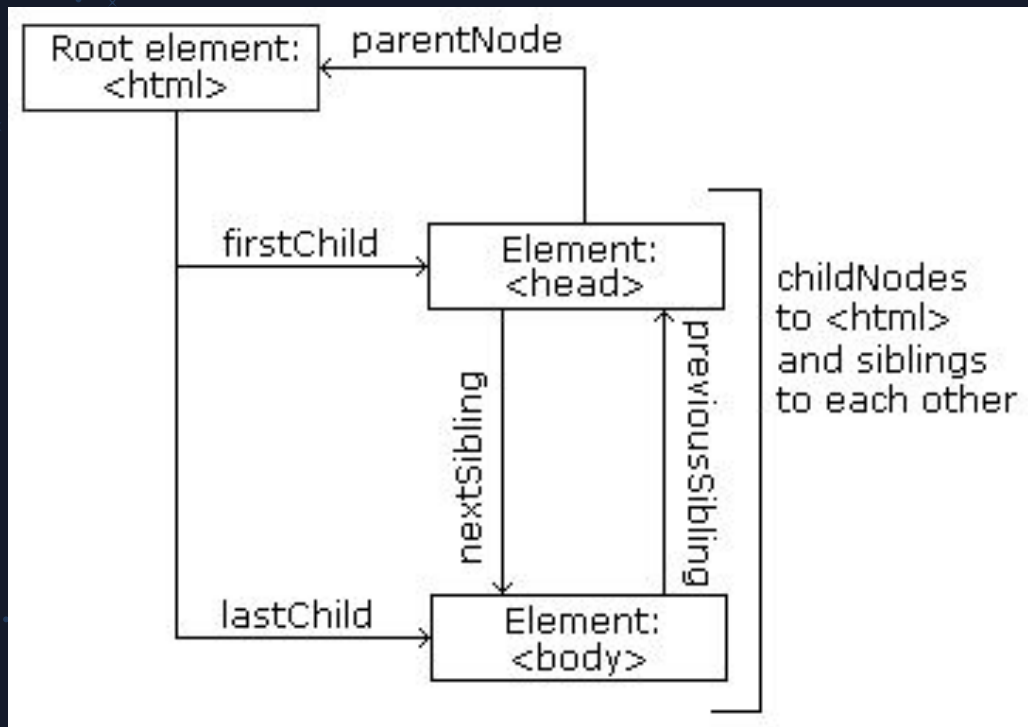 Root element:
<html>
parentNode
firstChild
Element:
<head>
childNodes
to <html>
and siblings
to each other
nextSibling
previousSibling
lastChild
Element:
<body>